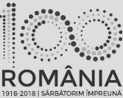 100
ROMÂNIA
1918-2018 | SĂRBĂTORIM ÎMPREUNĂ